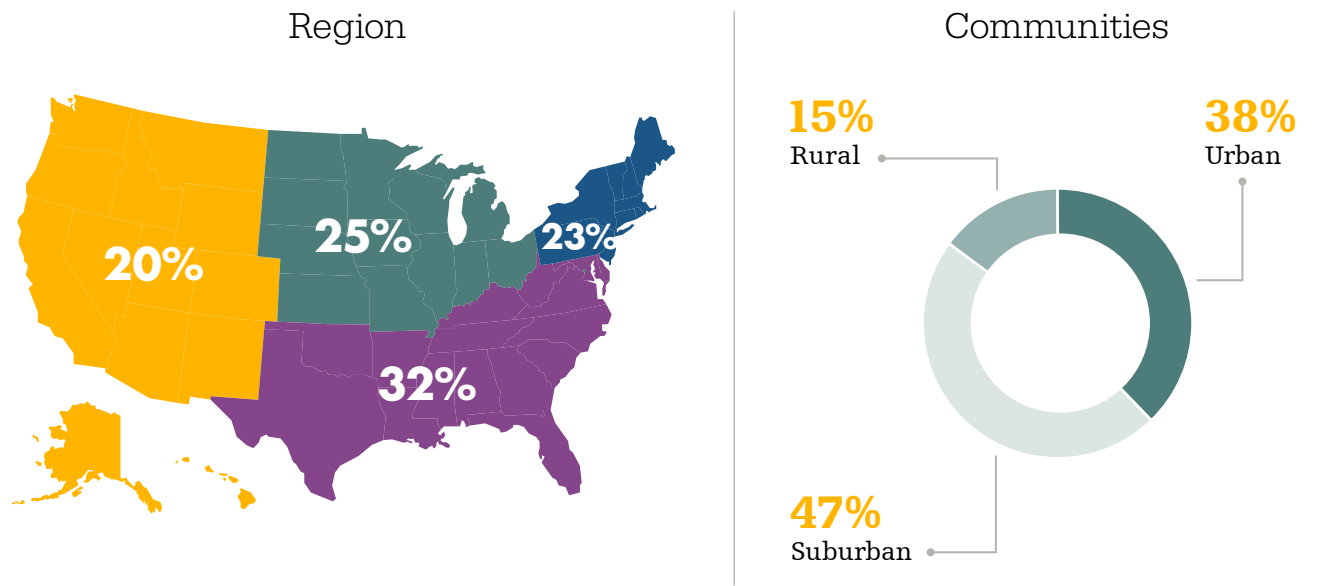 Region
20%
25%
23%
32%
Communities
15%
Rural
38%
Urban
47%
Suburban